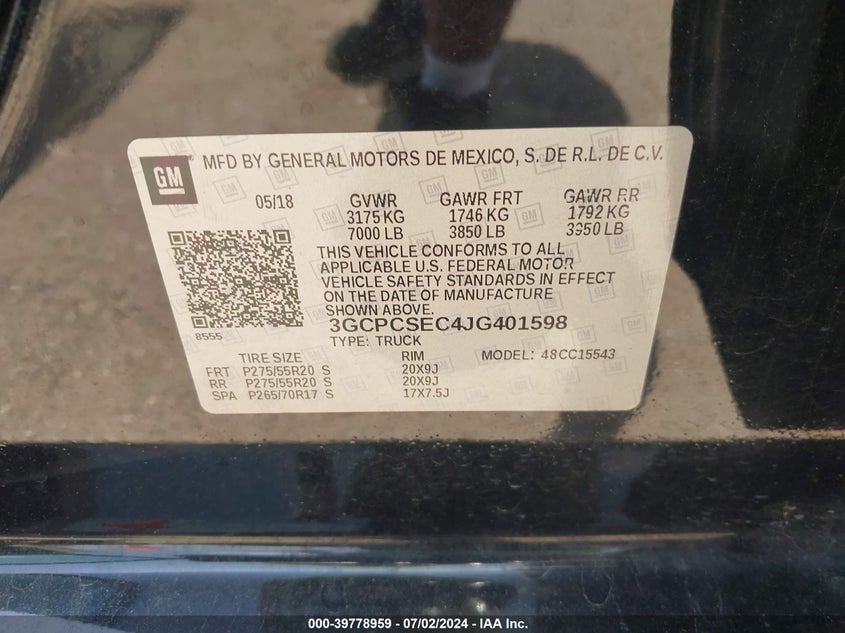 GM
MFD BY GENERAL MOTORS DE MEXICO, S. DE R.L. DE C.V.
05/18 GVWR GAWR FRT GAWR RR
3175 KG 1746 KG 1792 KG
7000 LB 3850 LB 3950 LB
THIS VEHICLE CONFORMS TO ALL
APPLICABLE U.S. FEDERAL MOTOR
VEHICLE SAFETY STANDARDS IN EFFECT
ON THE DATE OF MANUFACTURE
SHOWN ABOVE.
8555
3GCPCSEC4JG401598
TYPE: TRUCK
TIRE SIZE RIM MODEL: 48CC15543
FRT P275/55R20 S 20X9J
RR P275/55R20 S 20X9J
SPA P265/70R17 S 17X7.5J
000-39778959 - 07/02/2024 - IAA Inc.